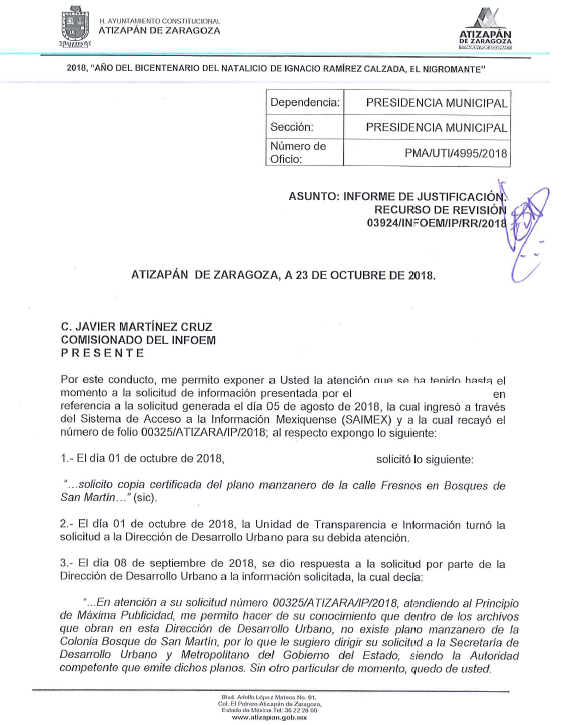 H. AYUNTAMIENTO CONSTITUCIONAL
ATIZAPÁN DE ZARAGOZA
ATIZAPÁN
DE ZARAGOZA
2018, “AÑO DEL BICENTENARIO DEL NATALICIO DE IGNACIO RAMÍREZ CALZADA, EL NIGROMANTE”
Dependencia: PRESIDENCIA MUNICIPAL
Sección: PRESIDENCIA MUNICIPAL
Número de
Oficio: PMA/UTI/4995/2018
ASUNTO: INFORME DE JUSTIFICACIÓN.
RECURSO DE REVISIÓN
03924/INFOEM/IP/RR/2018
ATIZAPÁN DE ZARAGOZA, A 23 DE OCTUBRE DE 2018.
C. JAVIER MARTÍNEZ CRUZ
COMISIONADO DEL INFOEM
P R E S E N T E
Por este conducto, me permito exponer a Usted la atención que se ha tenido hasta el
momento a la solicitud de información presentada por el en
referencia a la solicitud generada el día 05 de agosto de 2018, la cual ingresó a través
del Sistema de Acceso a la Información Mexiquense (SAIMEX) y a la cual recayó el
número de folio 00325/ATIZARA/IP/2018; al respecto expongo lo siguiente:
1.- El día 01 de octubre de 2018, solicitó lo siguiente:
“...solicito copia certificada del plano manzanero de la calle Fresnos en Bosques de
San Martín...” (sic).
2.- El día 01 de octubre de 2018, la Unidad de Transparencia e Información turnó la
solicitud a la Dirección de Desarrollo Urbano para su debida atención.
3.- El día 08 de septiembre de 2018, se dio respuesta a la solicitud por parte de la
Dirección de Desarrollo Urbano a la información solicitada, la cual decía:
“...En atención a su solicitud número 00325/ATIZARA/IP/2018, atendiendo al Principio
de Máxima Publicidad, me permito hacer de su conocimiento que dentro de los archivos
que obran en esta Dirección de Desarrollo Urbano, no existe plano manzanero de la
Colonia Bosque de San Martín, por lo que le sugiero dirigir su solicitud a la Secretaría de
Desarrollo Urbano y Metropolitano del Gobierno del Estado, siendo la Autoridad
competente que emite dichos planos. Sin otro particular de momento, quedo de usted.
Blvd. Adolfo López Mateos No. 91,
Col. El Potrero Atizapán de Zaragoza,
Estado de México. Tel: 36 22 26 00
www.atizapan.gob.mx